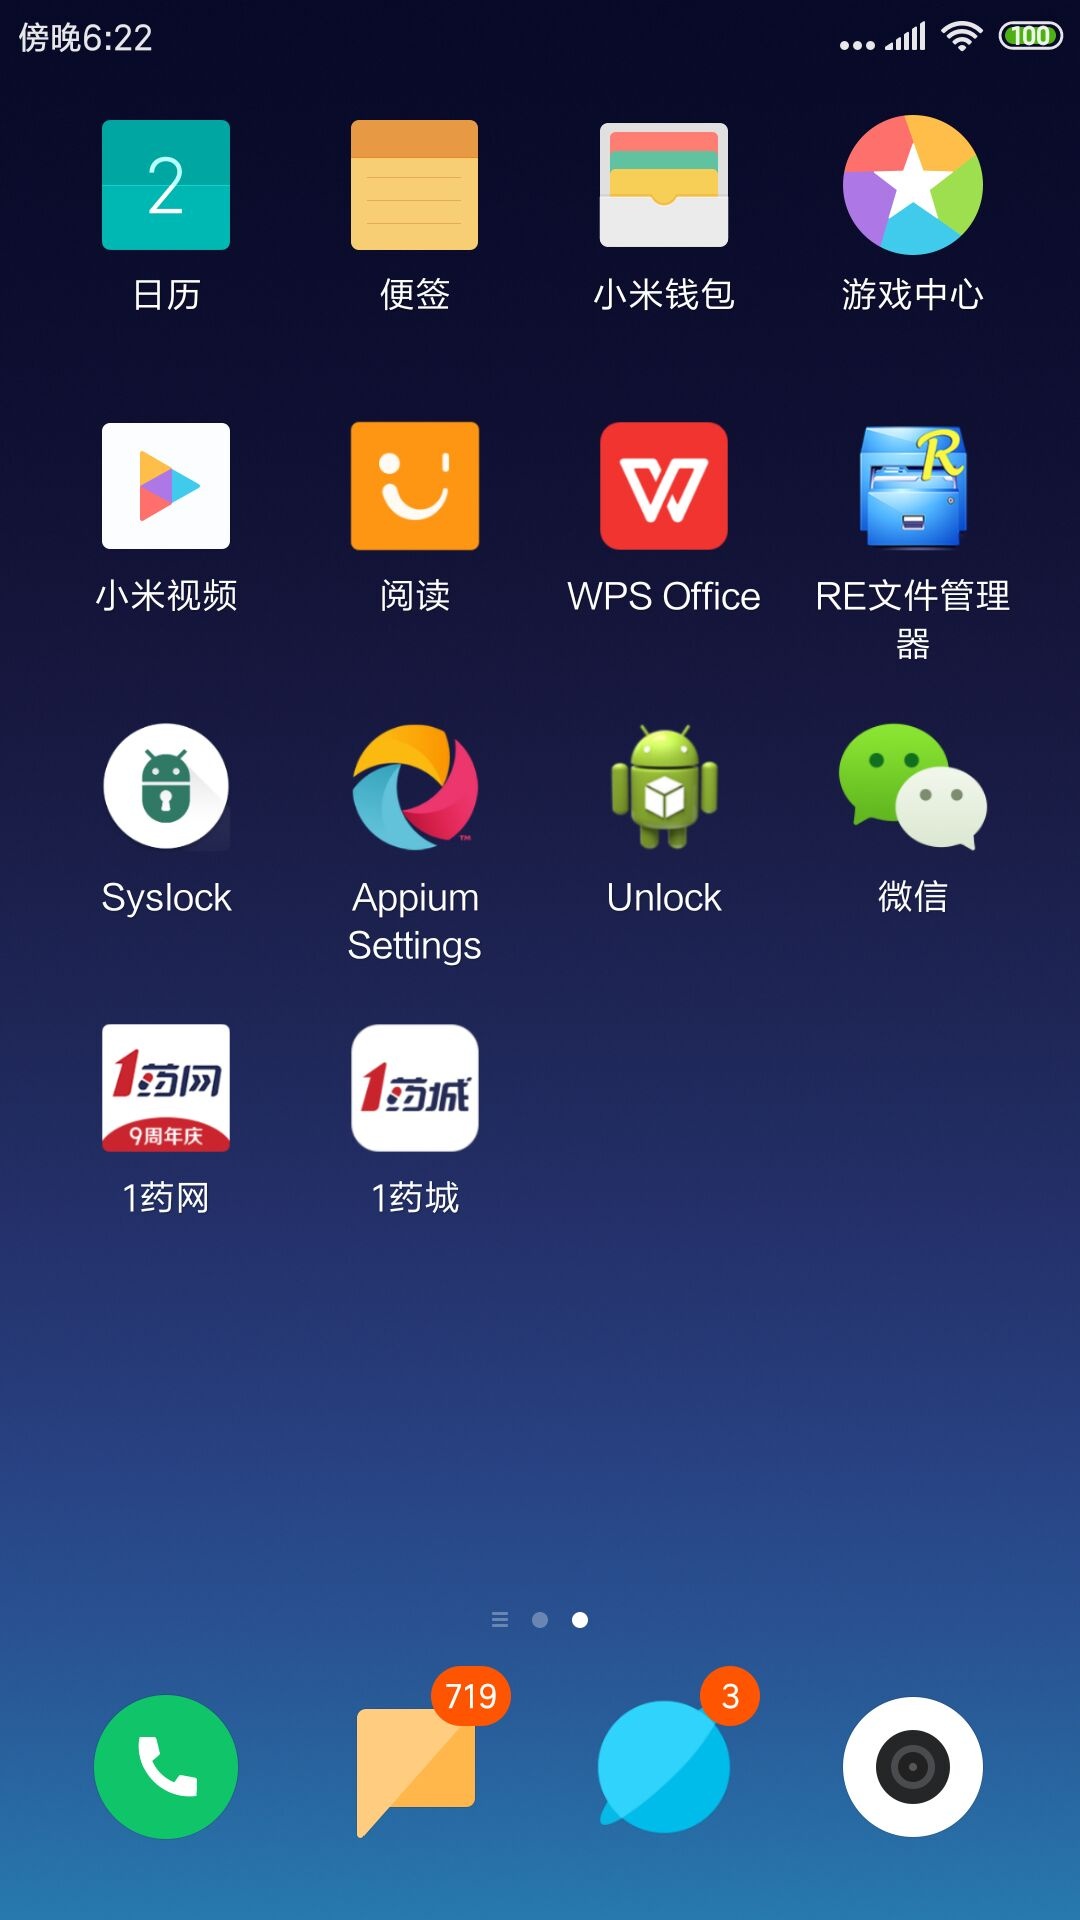 傍晚6:22
100
2
日历
便签
小米钱包
游戏中心
R
小米视频
阅读
WPS Office
RE文件管理
器
TM
Syslock
Appium
Settings
Unlock
微信
1药网
9周年庆
1药城
1药网
1药城
719
3